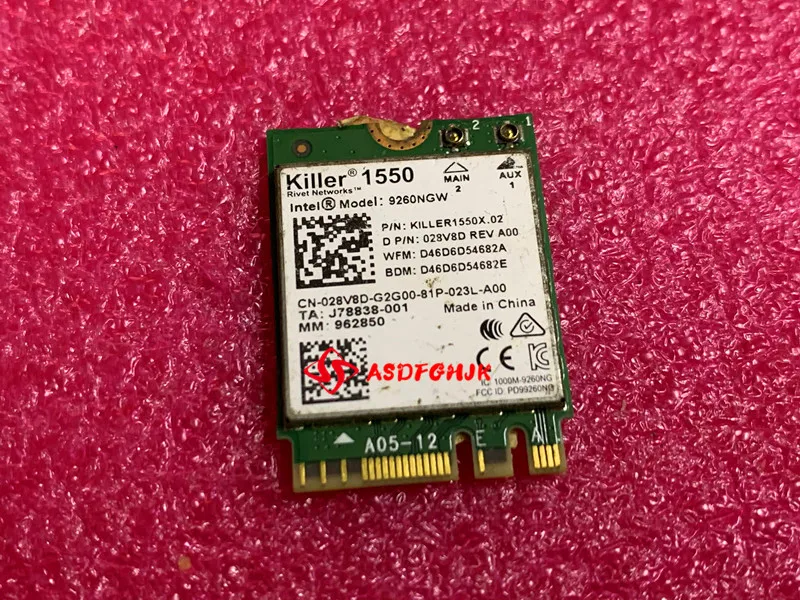 2 1
Killer® 1550
Rivet Networks™
MAIN 2
AUX 1
Intel® Model: 9260NGW
P/N: KILLER1550X.02
D P/N: 028V8D REV A00
WFM: D46D6D54682A
BDM: D46D6D54682E
CN-028V8D-G2G00-81P-023L-A00
TA: J78838-001 Made in China
MM: 962850
ASDFGHJK
IC: 1000M-9260NG
FCC ID: PD99260NG
A05-12 E A